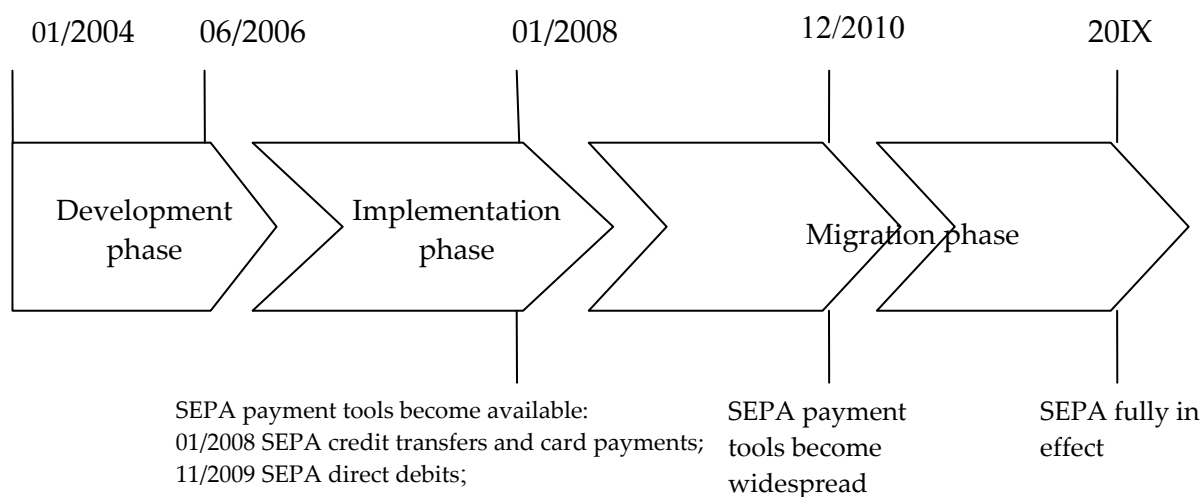 01/2004 06/2006 01/2008 12/2010 20IX
Development
phase
Implementation
phase
Migration phase
SEPA payment tools become available:
01/2008 SEPA credit transfers and card payments;
11/2009 SEPA direct debits;
SEPA payment
tools become
widespread
SEPA fully in
effect